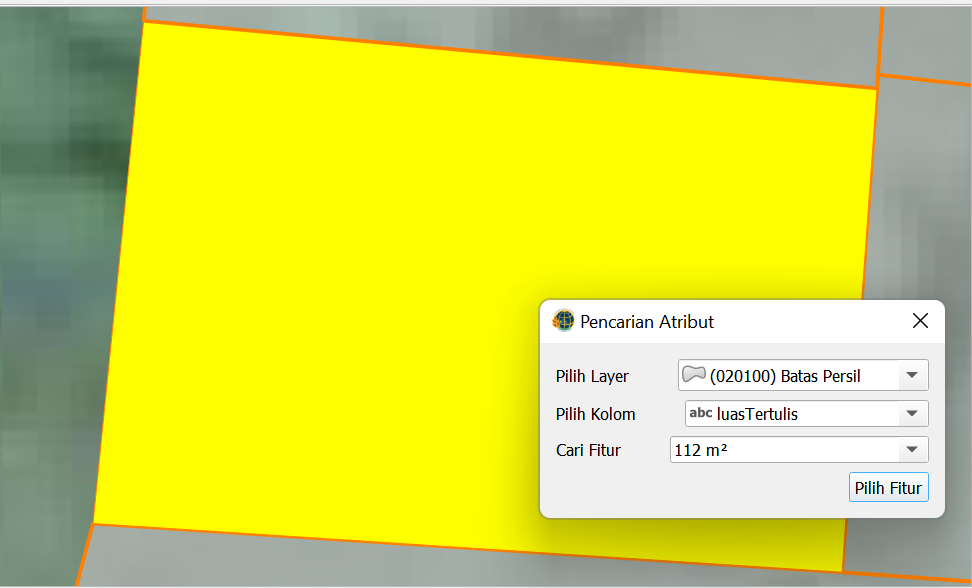 Pencarian Atribut
Pilih Layer (020100) Batas Persil
Pilih Kolom abc luasTertulis
Cari Fitur 112 m²
Pilih Fitur